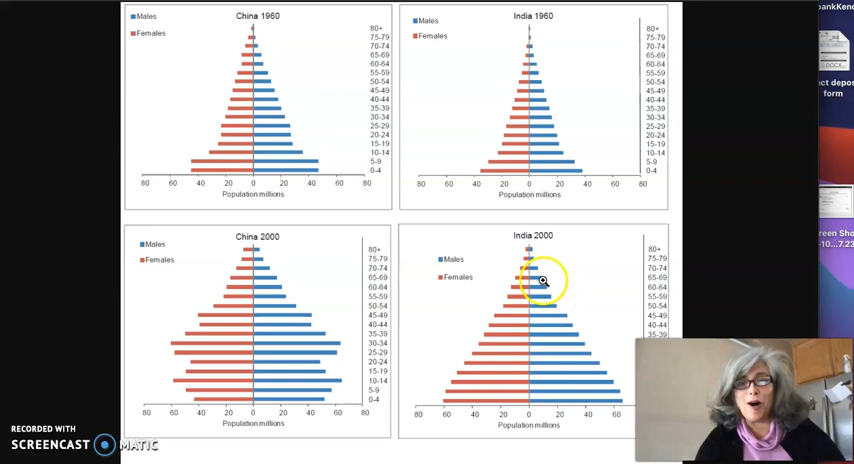 China 1960
Males
Females
80+
75-79
70-74
65-69
60-64
55-59
50-54
45-49
40-44
35-39
30-34
25-29
20-24
15-19
10-14
5-9
0-4
80 60 40 20 0 20 40 60 80
Population millions
India 1960
Males
Females
80+
75-79
70-74
65-69
60-64
55-59
50-54
45-49
40-44
35-39
30-34
25-29
20-24
15-19
10-14
5-9
0-4
80 60 40 20 0 20 40 60 80
Population millions
China 2000
Males
Females
80+
75-79
70-74
65-69
60-64
55-59
50-54
45-49
40-44
35-39
30-34
25-29
20-24
15-19
10-14
5-9
0-4
80 60 40 20 0 20 40 60 80
Population millions
India 2000
Males
Females
80+
75-79
70-74
65-69
60-64
55-59
50-54
45-49
40-44
35-39
80 60 40 20 0 20
Population millions
bankKend
DOCX
ect depos
form
reen Sho
-10...7.23
RECORDED WITH
SCREENCAST MATIC